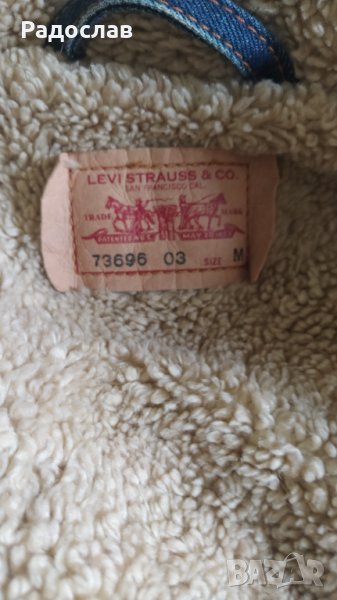 Радослав
LEVI STRAUSS & CO.
SAN FRANCISCO CAL.
TRADE MARK
73696 03 SIZE M
bazar